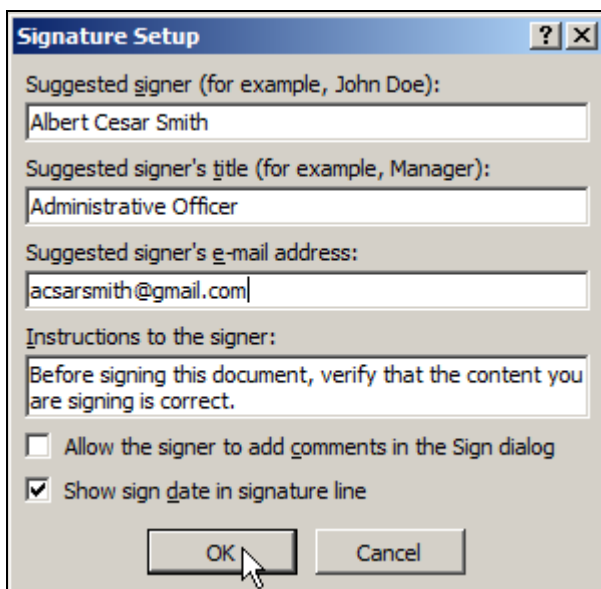 Signature Setup
Suggested signer (for example, John Doe):
Albert Cesar Smith
Suggested signer's title (for example, Manager):
Administrative Officer
Suggested signer's e-mail address:
acsarsmith@gmail.com
Instructions to the signer:
Before signing this document, verify that the content you
are signing is correct.
Allow the signer to add comments in the Sign dialog
Show sign date in signature line
OK Cancel